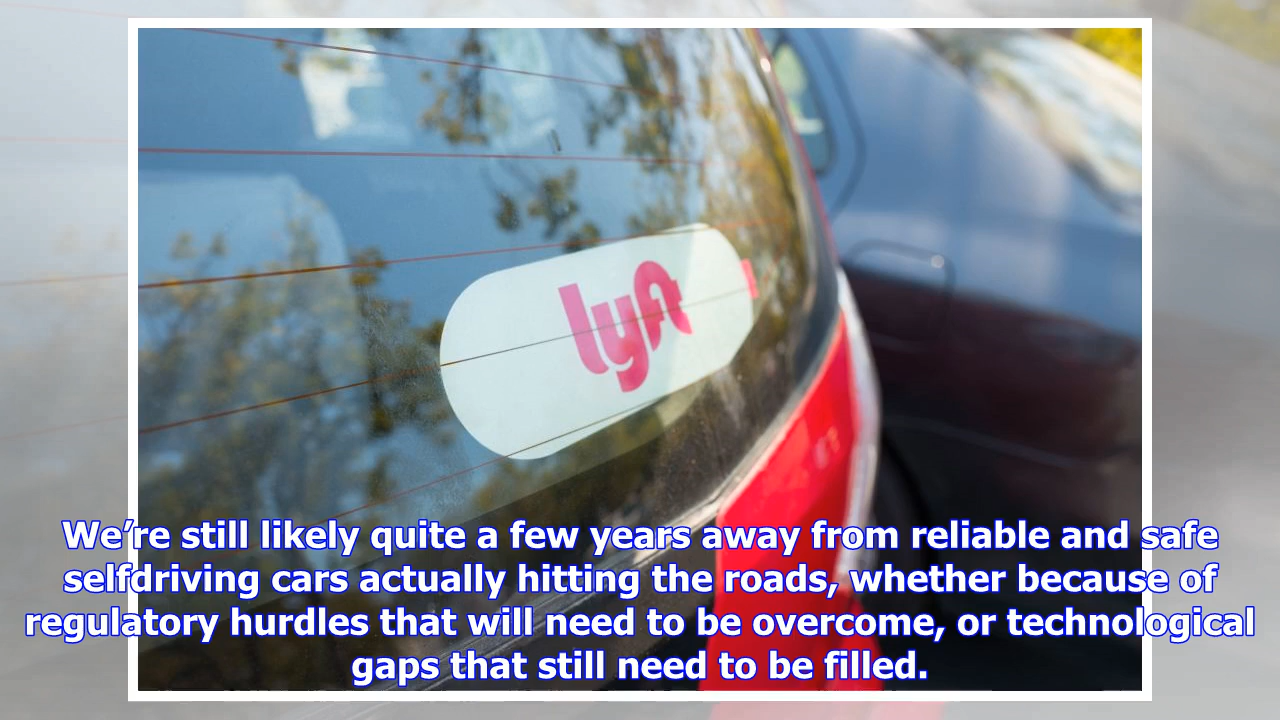 lyft
We’re still likely quite a few years away from reliable and safe
selfdriving cars actually hitting the roads, whether because of
regulatory hurdles that will need to be overcome, or technological
gaps that still need to be filled.